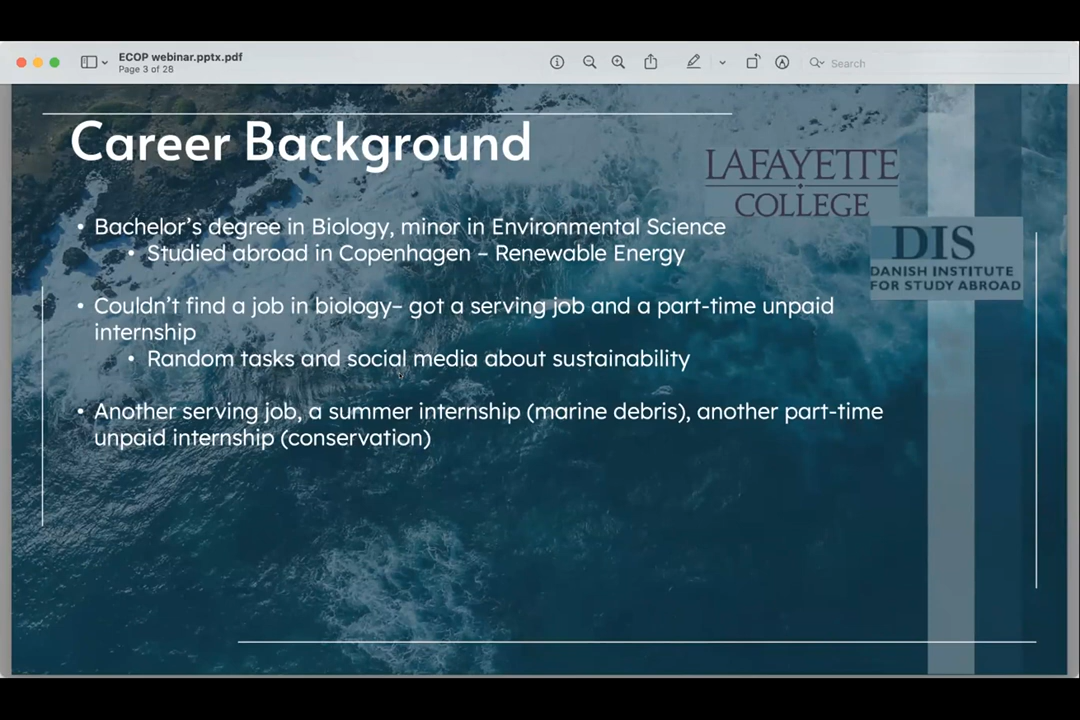 ECOP webinar.pptx.pdf
Page 3 of 28
Search
Career Background
LAFAYETTE
COLLEGE
• Bachelor's degree in Biology, minor in Environmental Science
• Studied abroad in Copenhagen – Renewable Energy
DIS
DANISH INSTITUTE
FOR STUDY ABROAD
• Couldn't find a job in biology– got a serving job and a part-time unpaid
internship
• Random tasks and social media about sustainability
• Another serving job, a summer internship (marine debris), another part-time
unpaid internship (conservation)